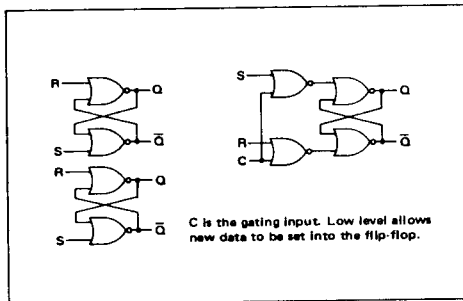 R
Q
S
Q̅
R
Q
S
Q̅
S
Q
R
C
Q̅
C is the gating input. Low level allows
new data to be set into the flip-flop.